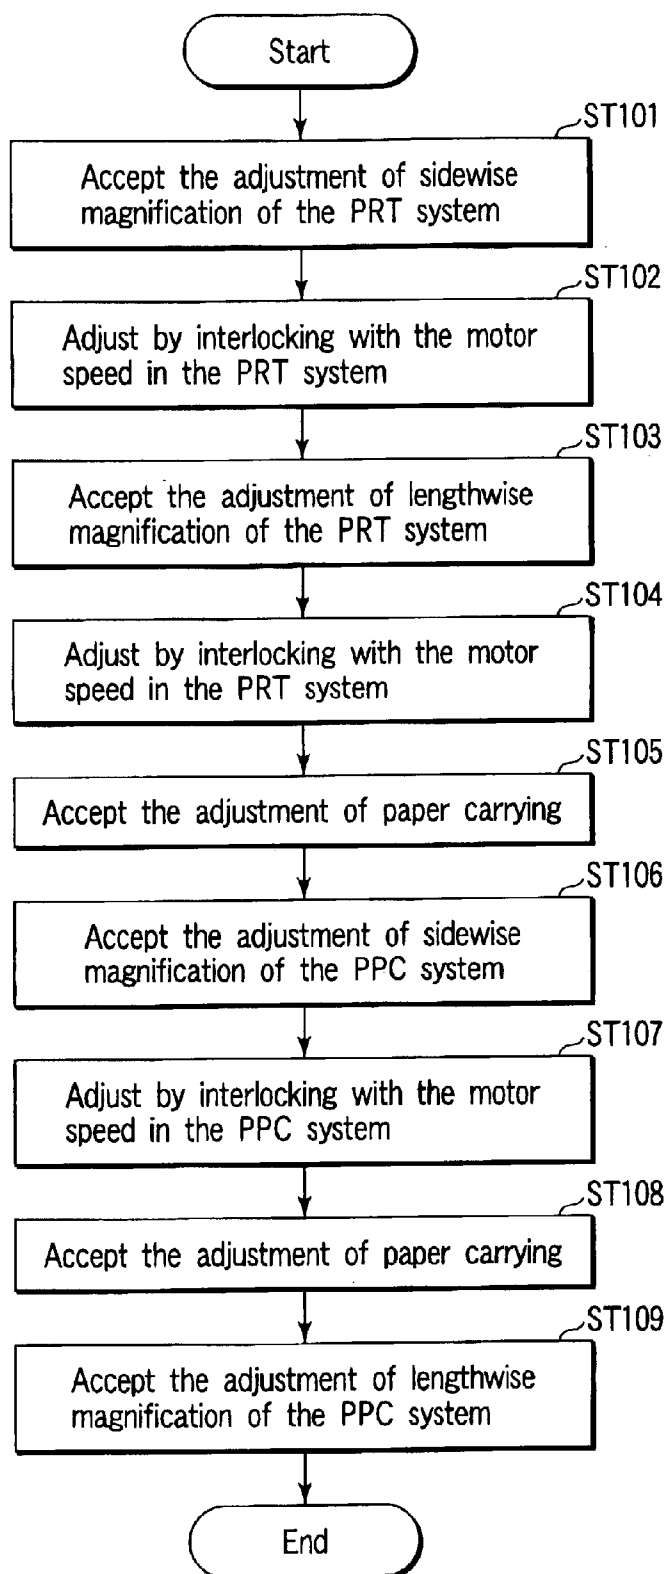 Start
ST101
Accept the adjustment of sidewise
magnification of the PRT system
ST102
Adjust by interlocking with the motor
speed in the PRT system
ST103
Accept the adjustment of lengthwise
magnification of the PRT system
ST104
Adjust by interlocking with the motor
speed in the PRT system
ST105
Accept the adjustment of paper carrying
ST106
Accept the adjustment of sidewise
magnification of the PPC system
ST107
Adjust by interlocking with the motor
speed in the PPC system
ST108
Accept the adjustment of paper carrying
ST109
Accept the adjustment of lengthwise
magnification of the PPC system
End